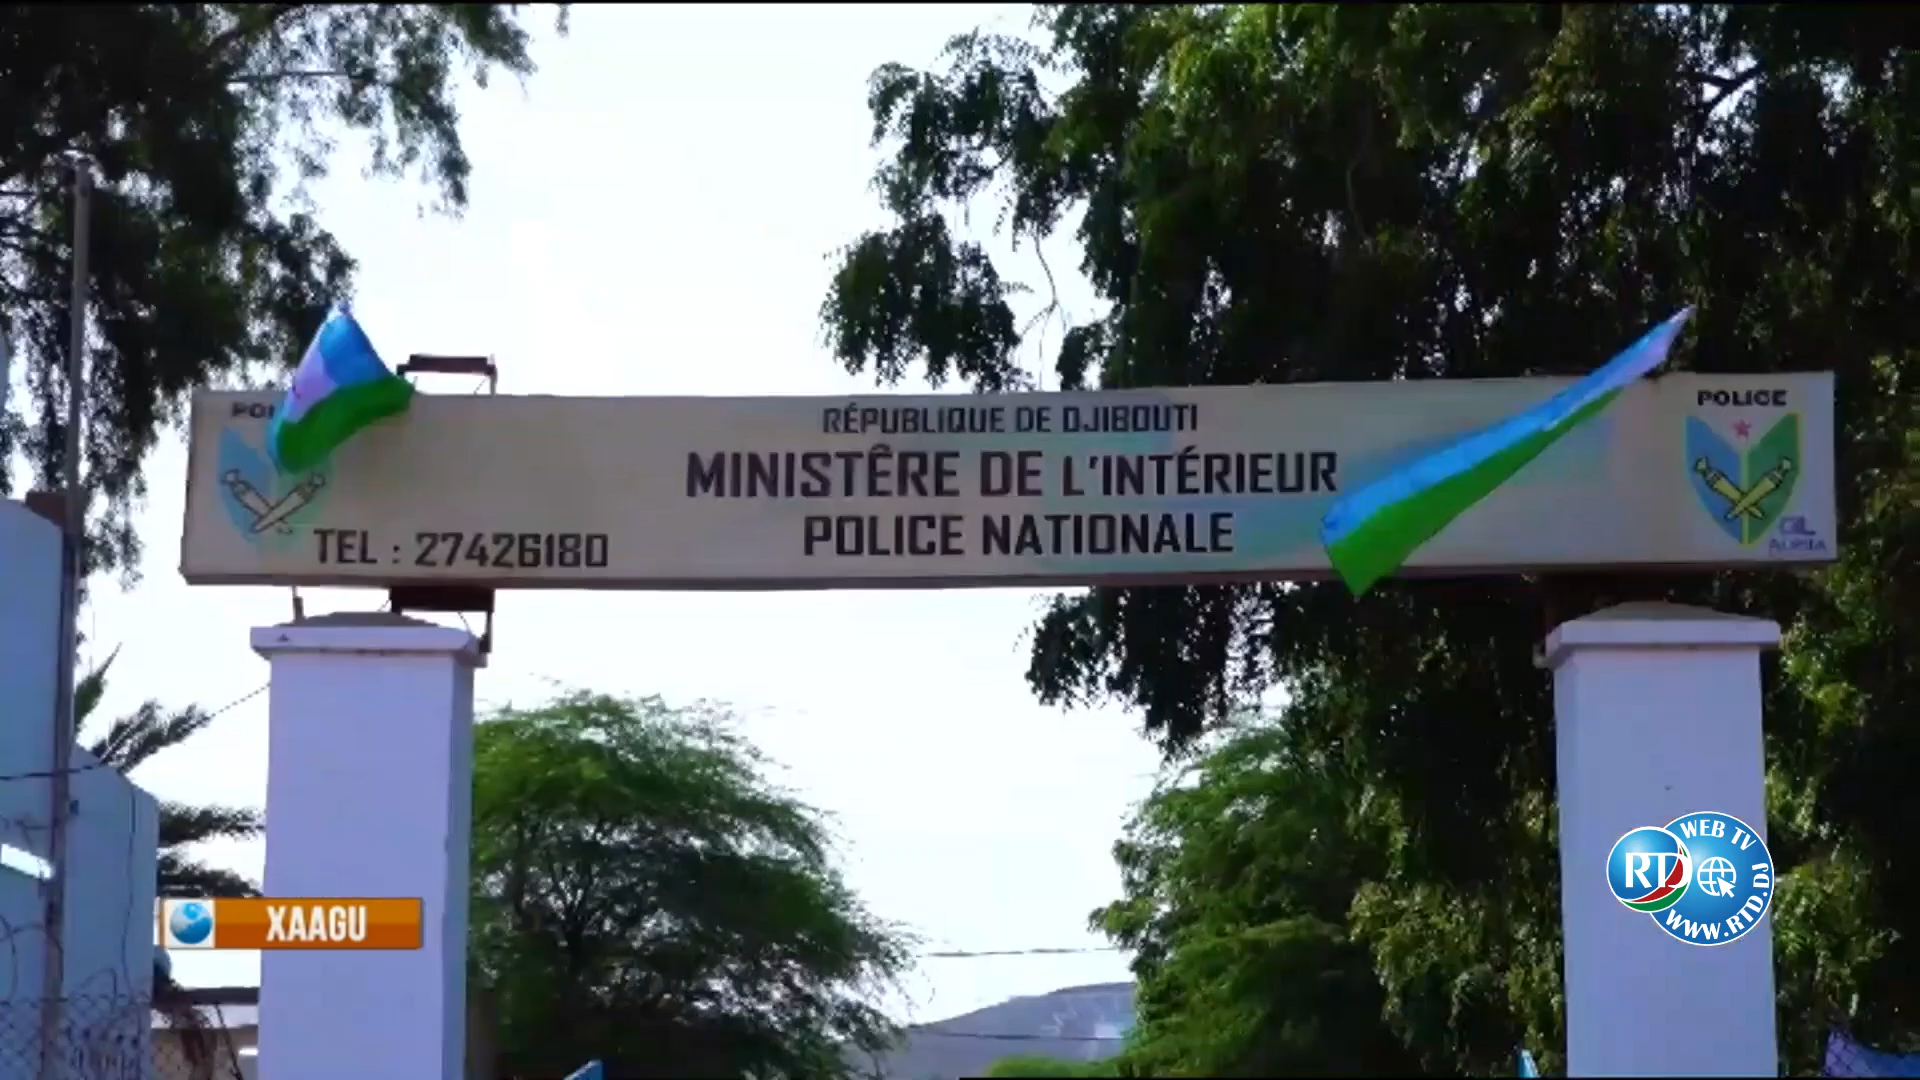 RÉPUBLIQUE DE DJIBOUTI
MINISTÊRE DE L'INTÉRIEUR
POLICE NATIONALE
TEL : 27426180
POLICE
XAAGU
WEB TV
RTD
WWW.RTD.DJ